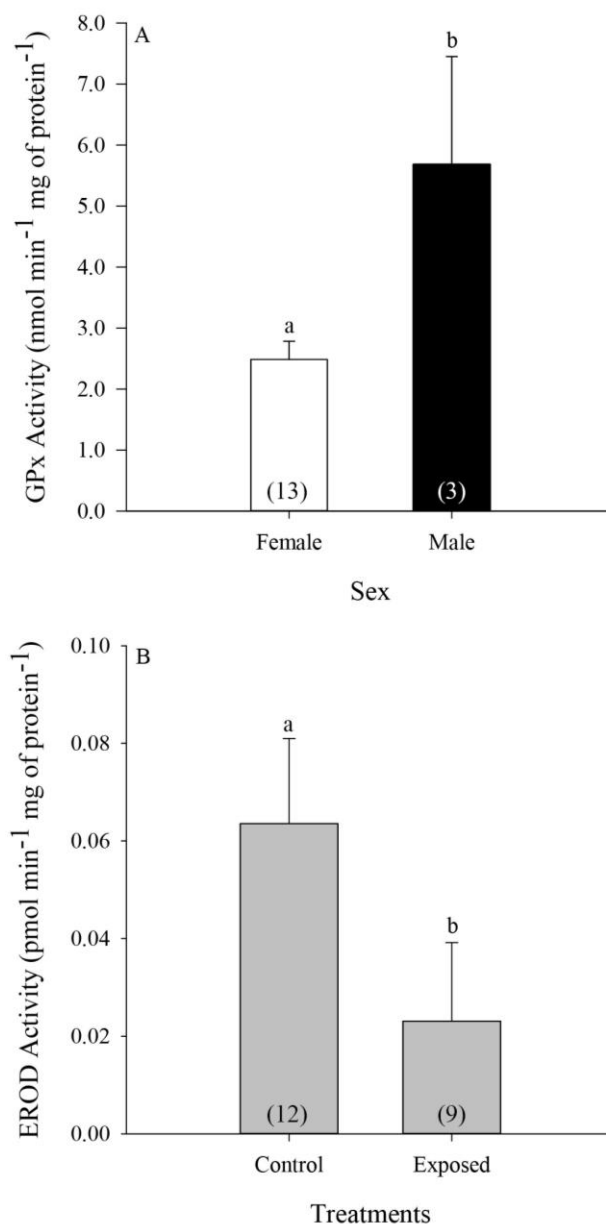 A
GPx Activity (nmol min⁻¹ mg of protein⁻¹)
8.0
7.0
6.0
5.0
4.0
3.0
2.0
1.0
0.0
a
b
(13)
(3)
Female Male
Sex
B
EROD Activity (pmol min⁻¹ mg of protein⁻¹)
0.10
0.08
0.06
0.04
0.02
0.00
a
b
(12)
(9)
Control Exposed
Treatments